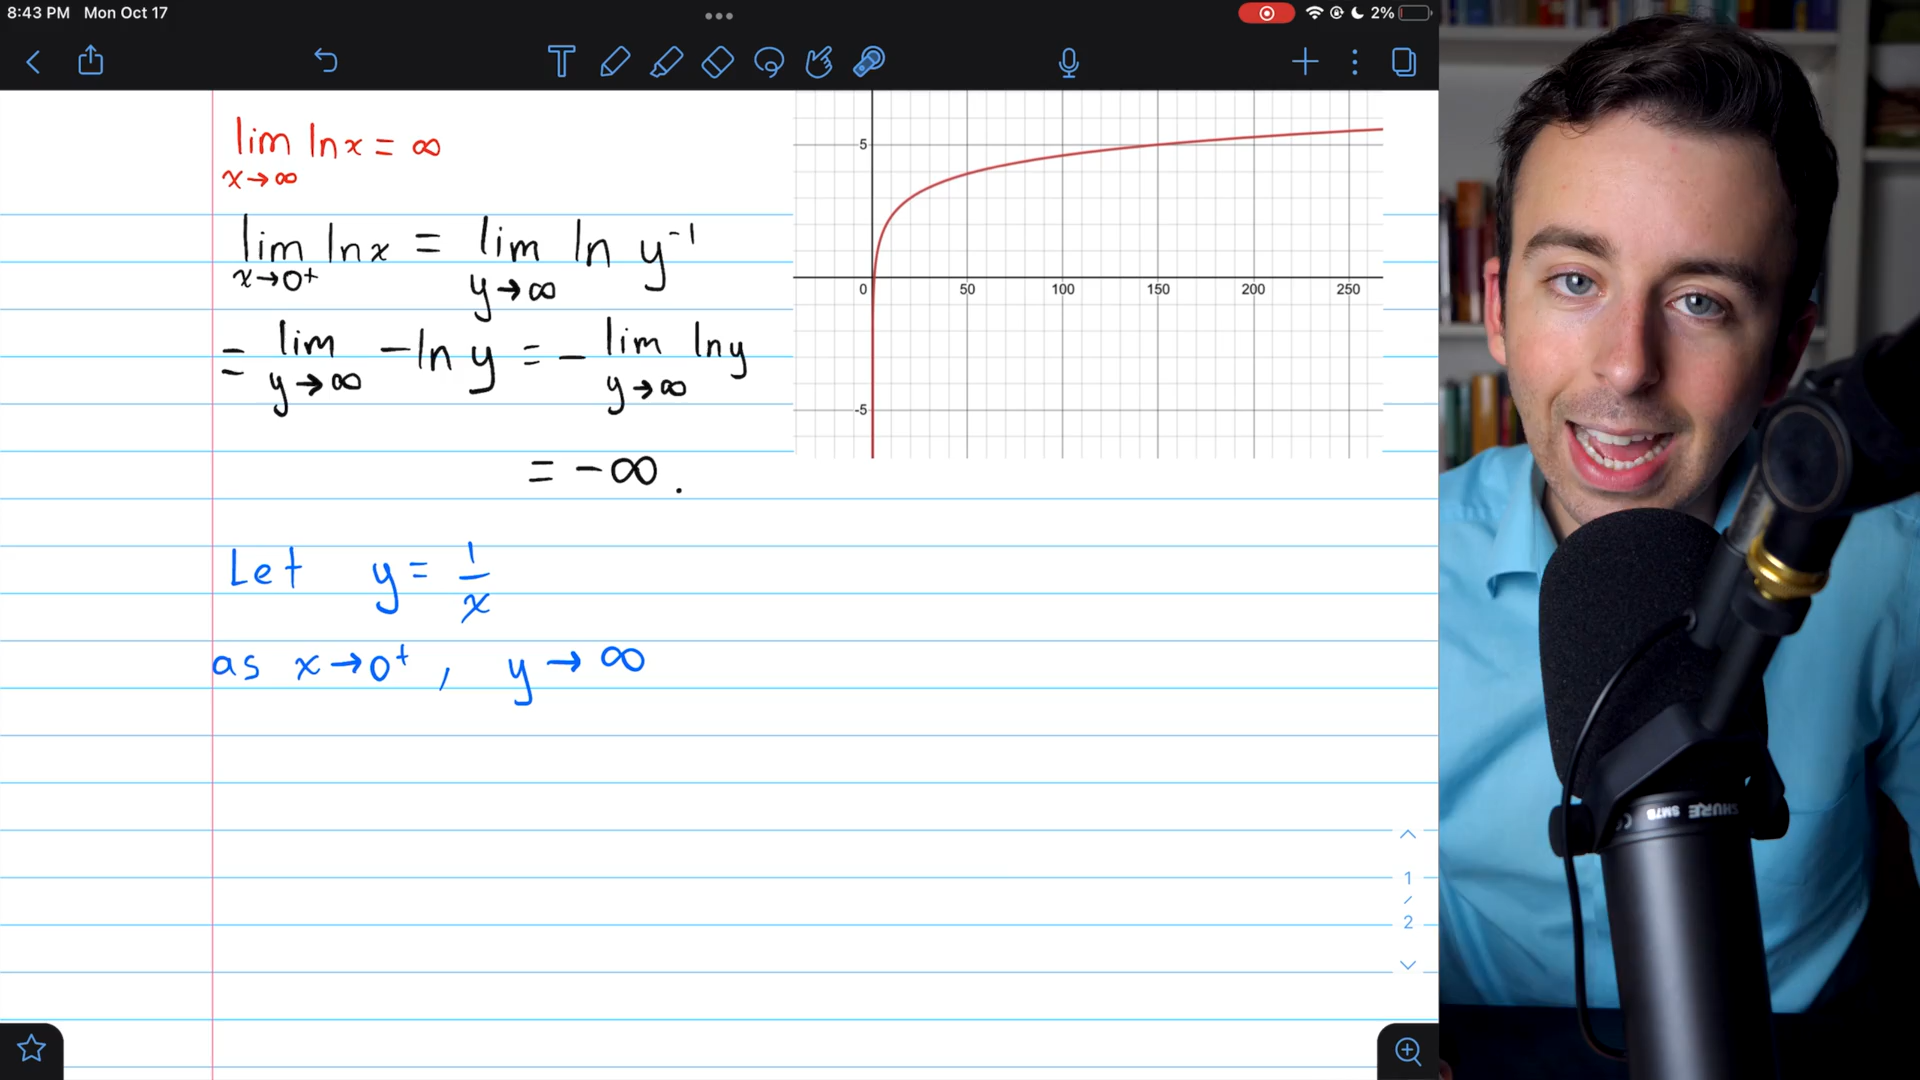 8:43 PM Mon Oct 17
2%
lim ln x = ∞
x→∞
lim ln x = lim ln y⁻¹
x→0⁺ y→∞
= lim -ln y = - lim ln y
y→∞ y→∞
= -∞.
Let y = 1/x
as x→0⁺, y→∞
5
0 50 100 150 200 250
-5
1
/
2
SHURE SM7B